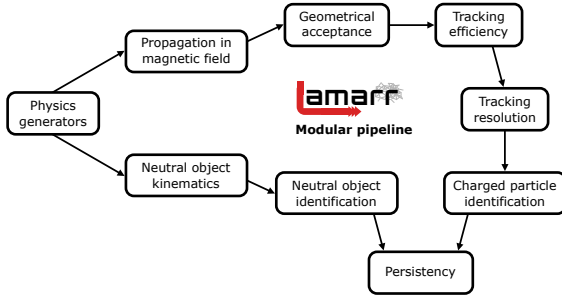 Physics
generators
Propagation in
magnetic field
Geometrical
acceptance
Tracking
efficiency
Tracking
resolution
Charged particle
identification
Neutral object
kinematics
Neutral object
identification
Persistency
Lamarr
Modular pipeline